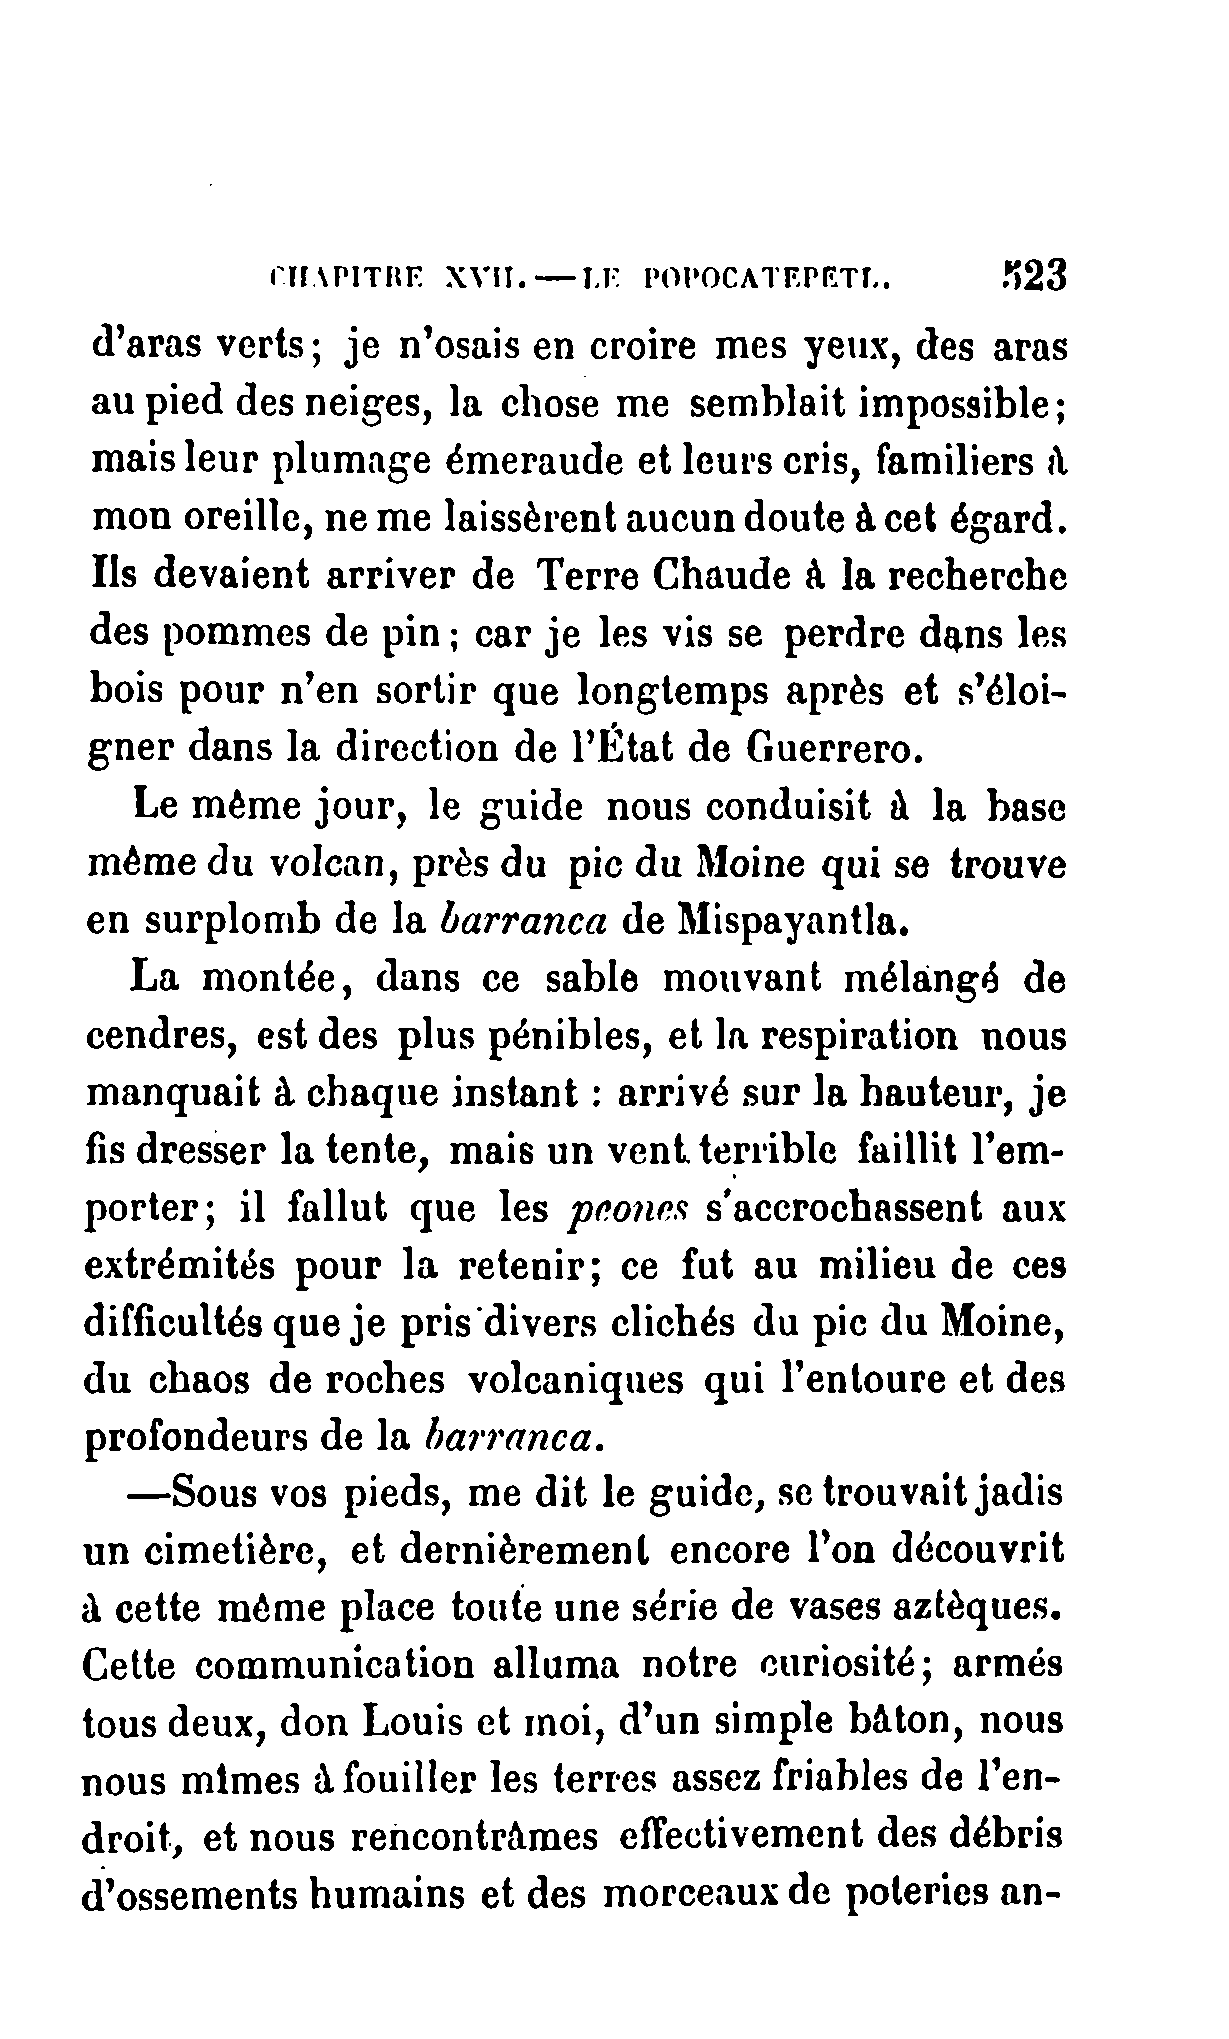 CHAPITRE XVII. — LE POPOCATEPETL. 523
d'aras verts; je n'osais en croire mes yeux, des aras
au pied des neiges, la chose me semblait impossible;
mais leur plumage émeraude et leurs cris, familiers à
mon oreille, ne me laissèrent aucun doute à cet égard.
Ils devaient arriver de Terre Chaude à la recherche
des pommes de pin; car je les vis se perdre dans les
bois pour n'en sortir que longtemps après et s'éloi-
gner dans la direction de l'État de Guerrero.
Le même jour, le guide nous conduisit à la base
même du volcan, près du pic du Moine qui se trouve
en surplomb de la barranca de Mispayantla.
La montée, dans ce sable mouvant mélangé de
cendres, est des plus pénibles, et la respiration nous
manquait à chaque instant : arrivé sur la hauteur, je
fis dresser la tente, mais un vent terrible faillit l'em-
porter; il fallut que les peones s'accrochassent aux
extrémités pour la retenir; ce fut au milieu de ces
difficultés que je pris divers clichés du pic du Moine,
du chaos de roches volcaniques qui l'entoure et des
profondeurs de la barranca.
—Sous vos pieds, me dit le guide, se trouvait jadis
un cimetière, et dernièrement encore l'on découvrit
à cette même place toute une série de vases aztèques.
Cette communication alluma notre curiosité; armés
tous deux, don Louis et moi, d'un simple bâton, nous
nous mîmes à fouiller les terres assez friables de l'en-
droit, et nous rencontrâmes effectivement des débris
d'ossements humains et des morceaux de poteries an-